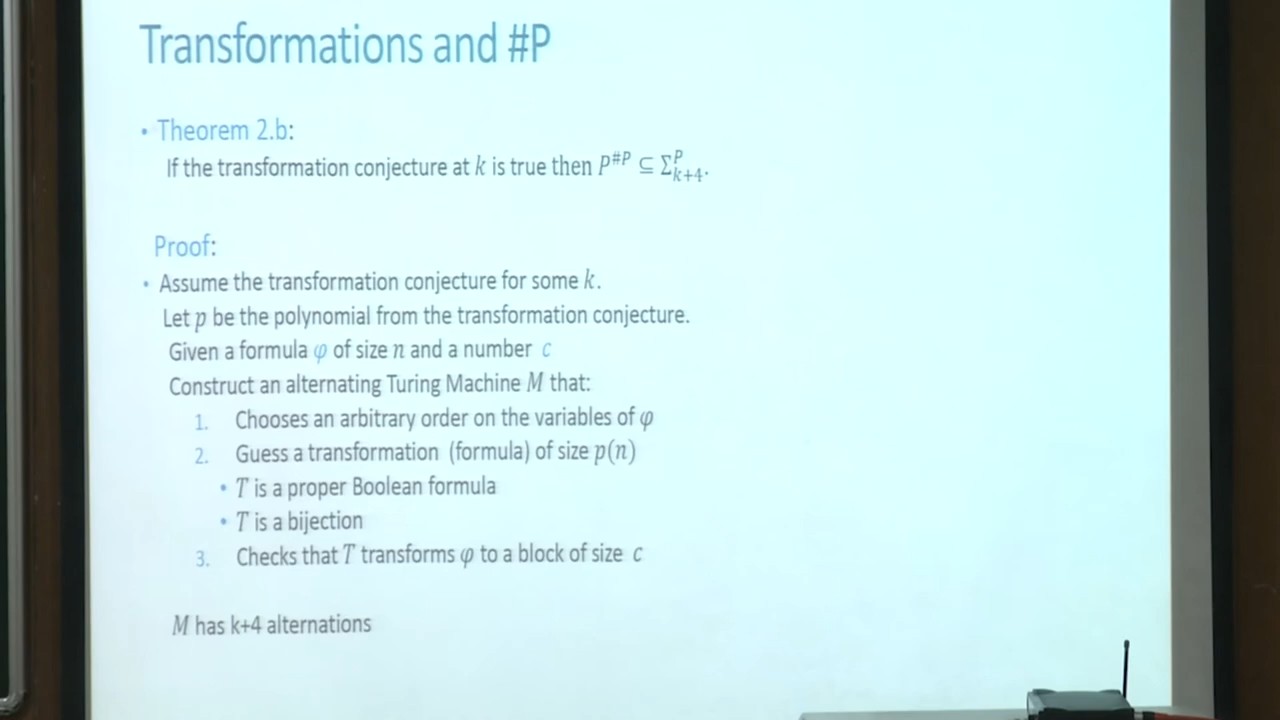 Transformations and #P
• Theorem 2.b:
If the transformation conjecture at k is true then P^#P ⊆ Σ^P_{k+4}.
Proof:
• Assume the transformation conjecture for some k.
Let p be the polynomial from the transformation conjecture.
Given a formula φ of size n and a number c
Construct an alternating Turing Machine M that:
1. Chooses an arbitrary order on the variables of φ
2. Guess a transformation (formula) of size p(n)
• T is a proper Boolean formula
• T is a bijection
3. Checks that T transforms φ to a block of size c
M has k+4 alternations